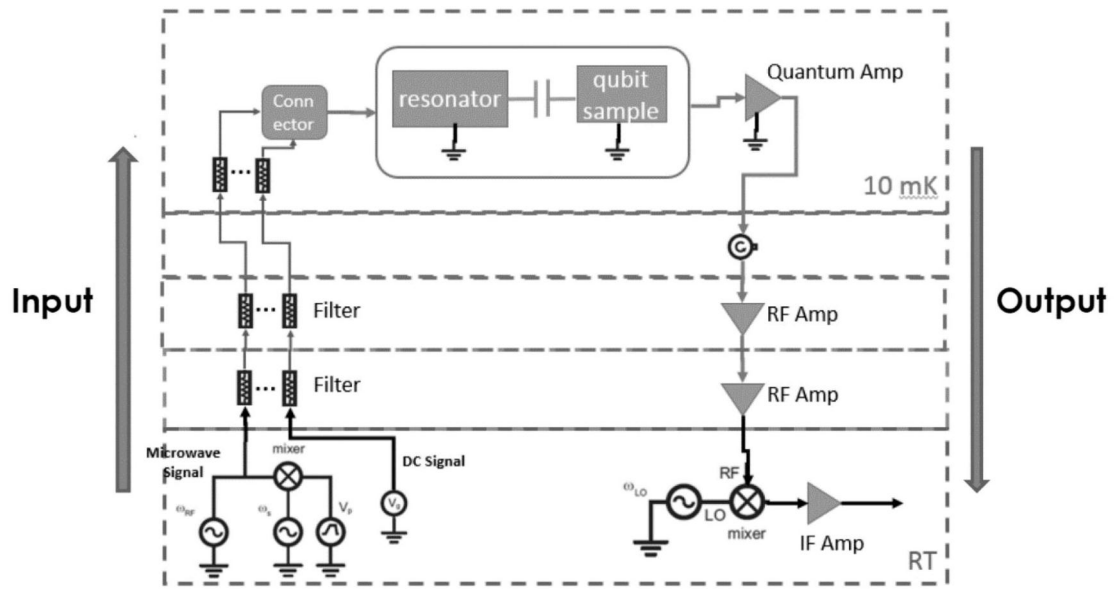 Quantum Amp
Conn
ector
resonator
qubit
sample
10 mK
Input
Output
Filter
RF Amp
Filter
RF Amp
Microwave
Signal
mixer
DC Signal
ω_RF
ω_s
V_p
V_g
RF
ω_LO
LO
mixer
IF Amp
RT